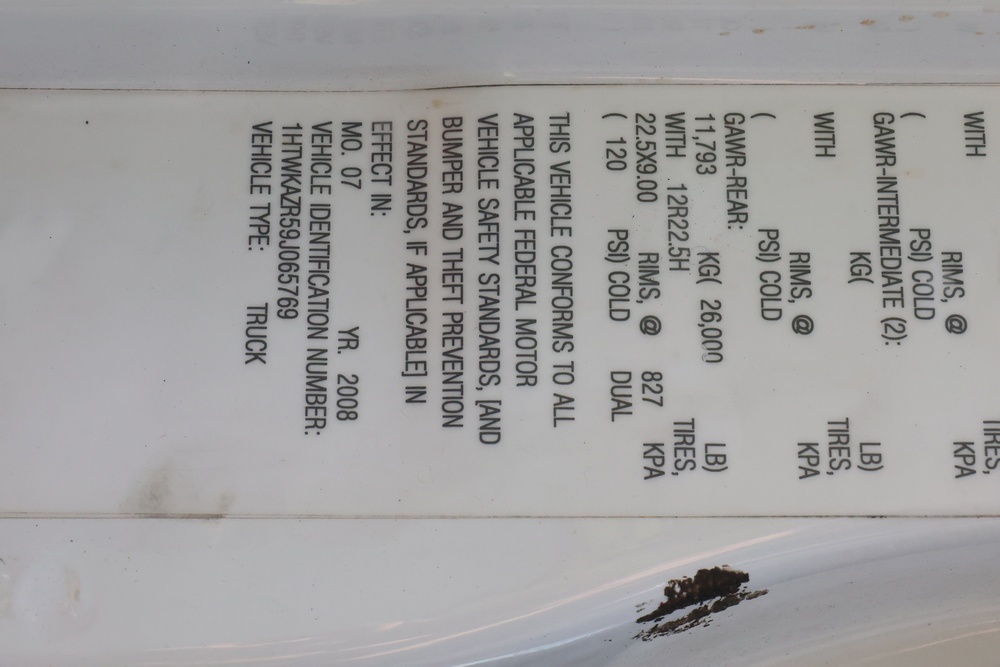 WITH TIRES,
RIMS, @ KPA
( PSI) COLD
GAWR-INTERMEDIATE (2):
KG( LB)
WITH TIRES,
RIMS, @ KPA
( PSI) COLD
GAWR-REAR:
11,793 KG( 26,000 LB)
WITH 12R22.5H TIRES,
22.5X9.00 RIMS, @ 827 KPA
( 120 PSI) COLD DUAL
THIS VEHICLE CONFORMS TO ALL
APPLICABLE FEDERAL MOTOR
VEHICLE SAFETY STANDARDS, [AND
BUMPER AND THEFT PREVENTION
STANDARDS, IF APPLICABLE] IN
EFFECT IN:
MO. 07 YR. 2008
VEHICLE IDENTIFICATION NUMBER:
1HTWKAZR59J065769
VEHICLE TYPE: TRUCK